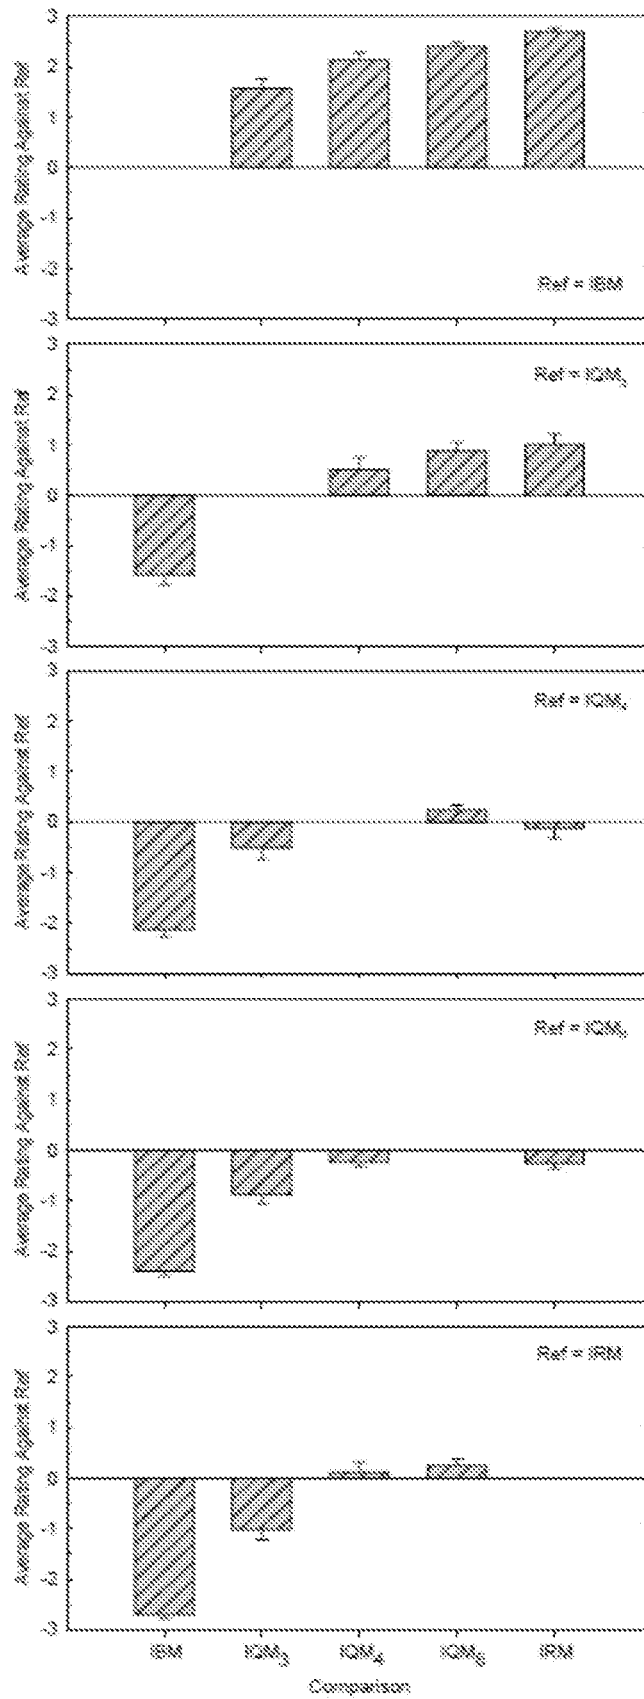 3
2
1
0
-1
-2
-3
Average Rating Against Ref
Ref = IBM
3
2
1
0
-1
-2
-3
Average Rating Against Ref
Ref = IQM₃
3
2
1
0
-1
-2
-3
Average Rating Against Ref
Ref = IQM₄
3
2
1
0
-1
-2
-3
Average Rating Against Ref
Ref = IQM₈
3
2
1
0
-1
-2
-3
Average Rating Against Ref
Ref = IRM
IBM IQM₃ IQM₄ IQM₈ IRM
Comparison